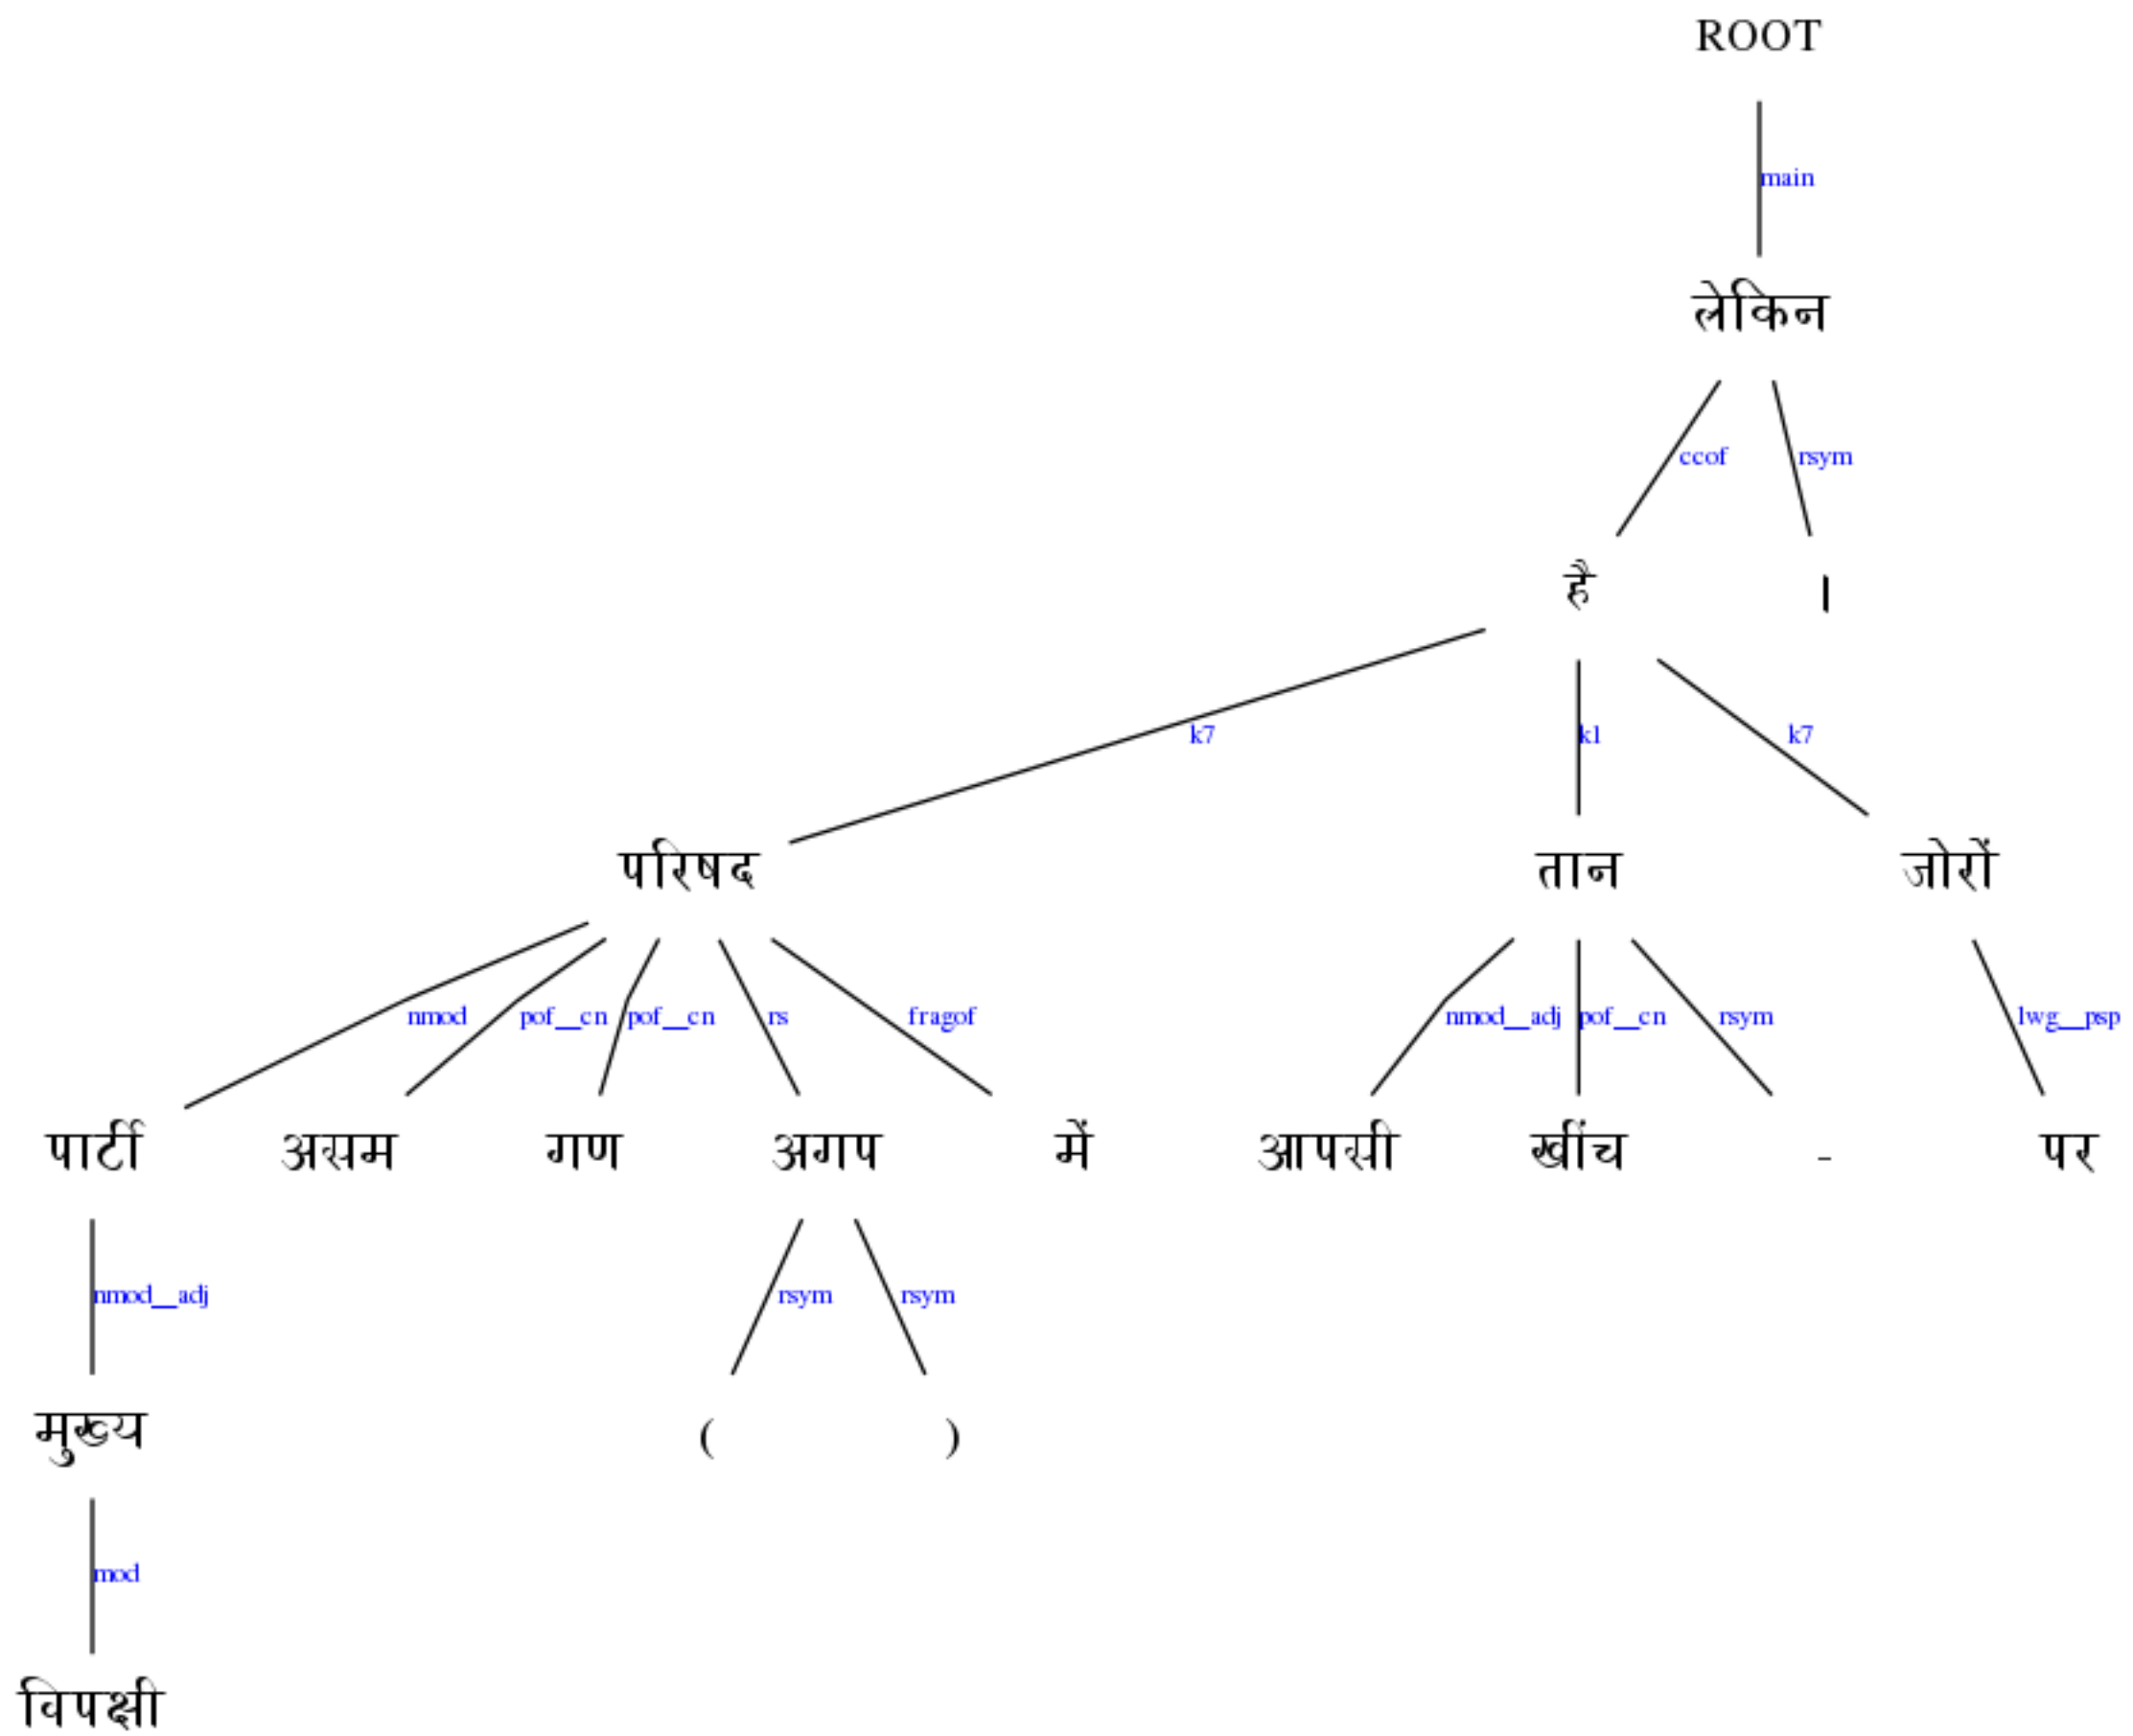 ROOT
main
लेकिन
ccof rsym
है ।
k7 k1 k7
परिषद तान जोरों
nmod pof__cn pof__cn rs fragof nmod__adj pof__cn rsym lwg__psp
पार्टी असम गण अगप में आपसी खींच - पर
nmod__adj rsym rsym
मुख्य ( )
mod
विपक्षी